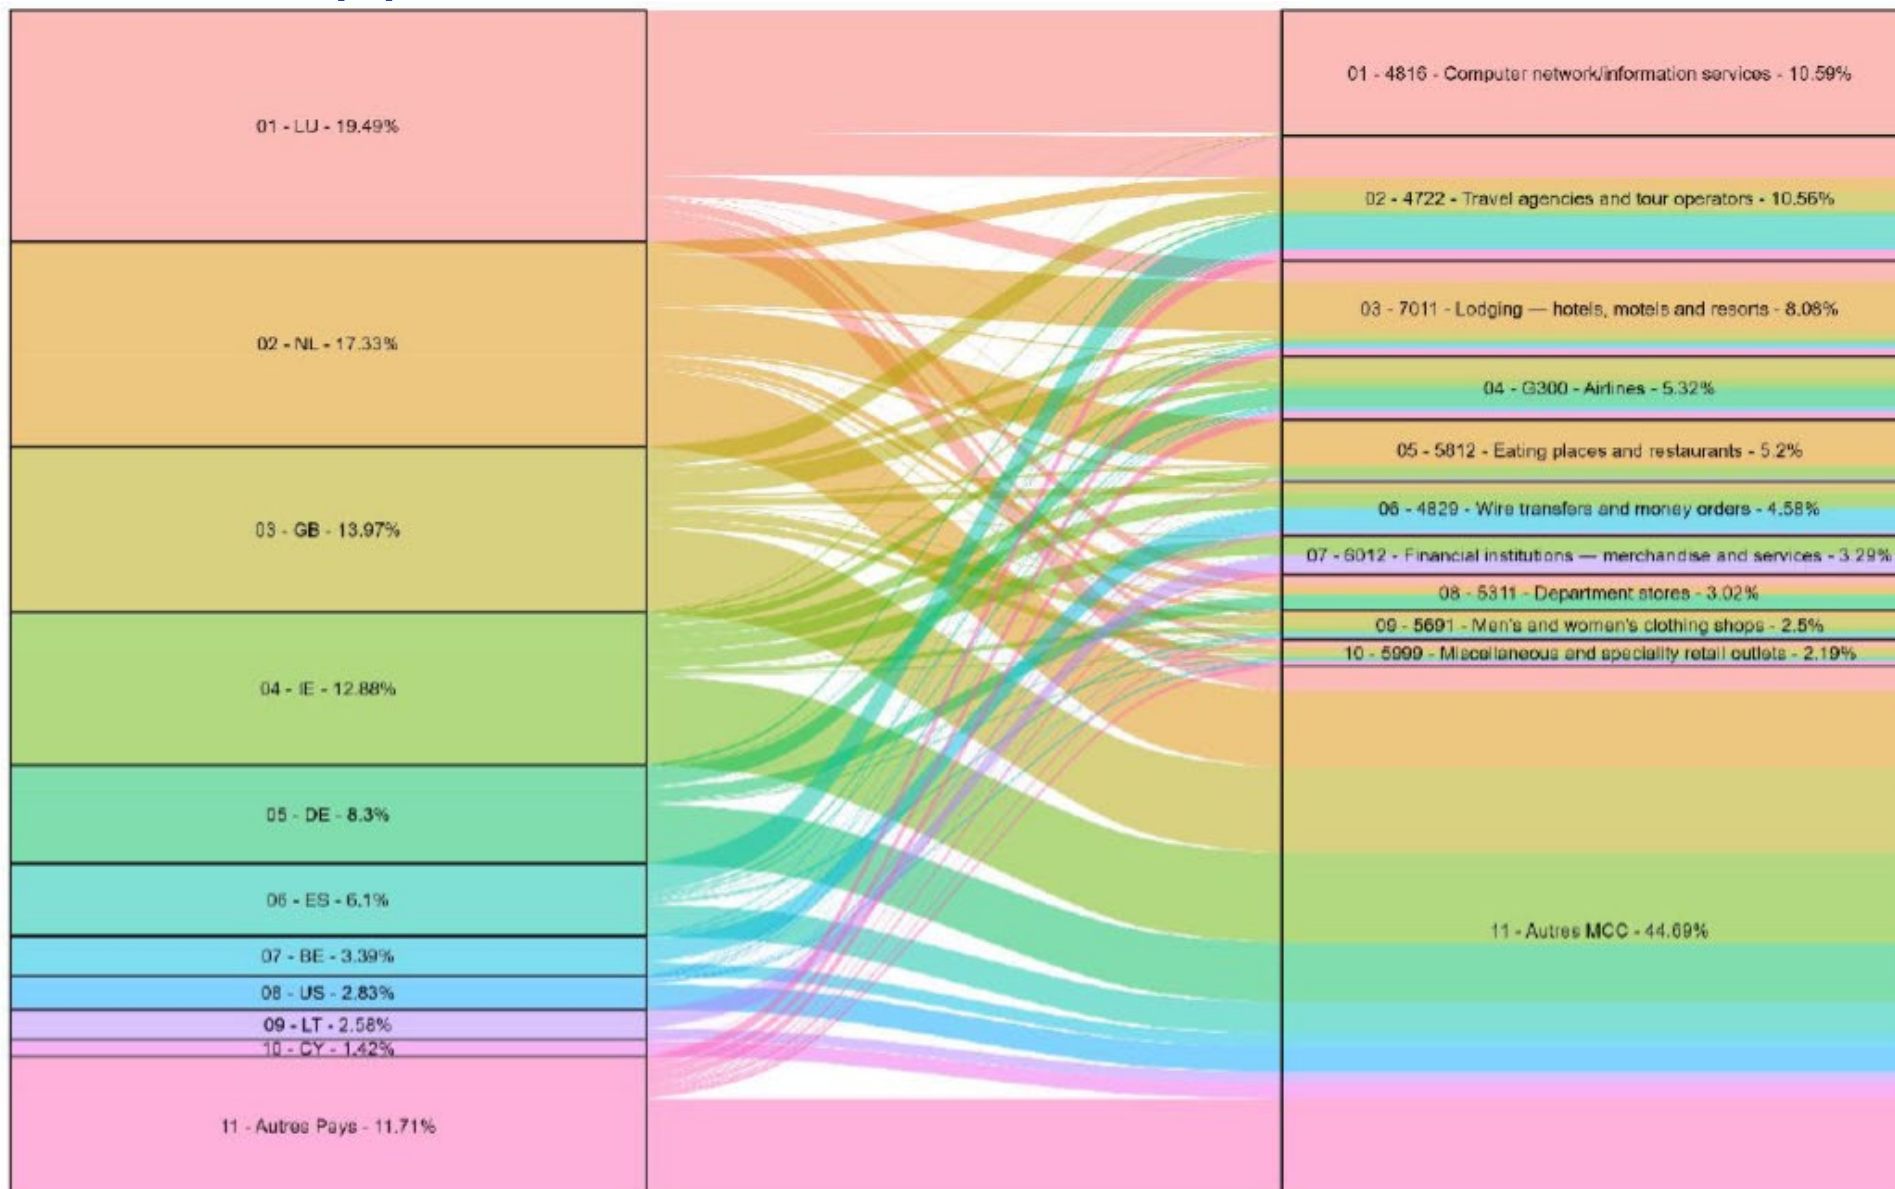 01 - LU - 19.49%
02 - NL - 17.33%
03 - GB - 13.97%
04 - IE - 12.88%
05 - DE - 8.3%
06 - ES - 6.1%
07 - BE - 3.39%
08 - US - 2.83%
09 - LT - 2.58%
10 - CY - 1.42%
11 - Autres Pays - 11.71%
01 - 4816 - Computer network/information services - 10.59%
02 - 4722 - Travel agencies and tour operators - 10.56%
03 - 7011 - Lodging — hotels, motels and resorts - 8.08%
04 - G300 - Airlines - 5.32%
05 - 5812 - Eating places and restaurants - 5.2%
06 - 4829 - Wire transfers and money orders - 4.58%
07 - 6012 - Financial institutions — merchandise and services - 3.29%
08 - 5311 - Department stores - 3.02%
09 - 5691 - Men's and women's clothing shops - 2.5%
10 - 5999 - Miscellaneous and speciality retail outlets - 2.19%
11 - Autres MCC - 44.69%